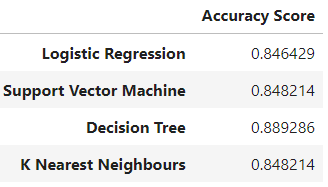 Accuracy Score
Logistic Regression 0.846429
Support Vector Machine 0.848214
Decision Tree 0.889286
K Nearest Neighbours 0.848214